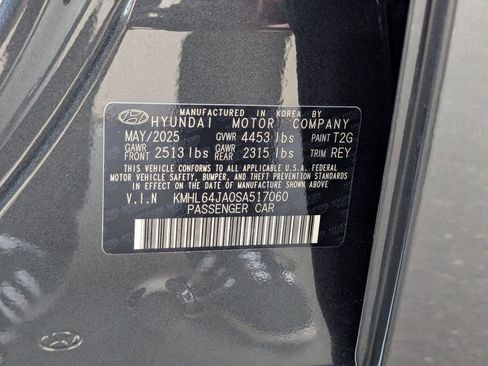 MANUFACTURED IN KOREA BY
HYUNDAI MOTOR COMPANY
MAY/2025 GVWR 4453 lbs PAINT T2G
GAWR FRONT 2513 lbs GAWR REAR 2315 lbs TRIM REY
THIS VEHICLE CONFORMS TO ALL APPLICABLE U.S.A. FEDERAL
MOTOR VEHICLE SAFETY, BUMPER, AND THEFT PREVENTION STANDARDS
IN EFFECT ON THE DATE OF MANUFACTURE SHOWN ABOVE.
V.I.N KMHL64JA0SA517060
PASSENGER CAR